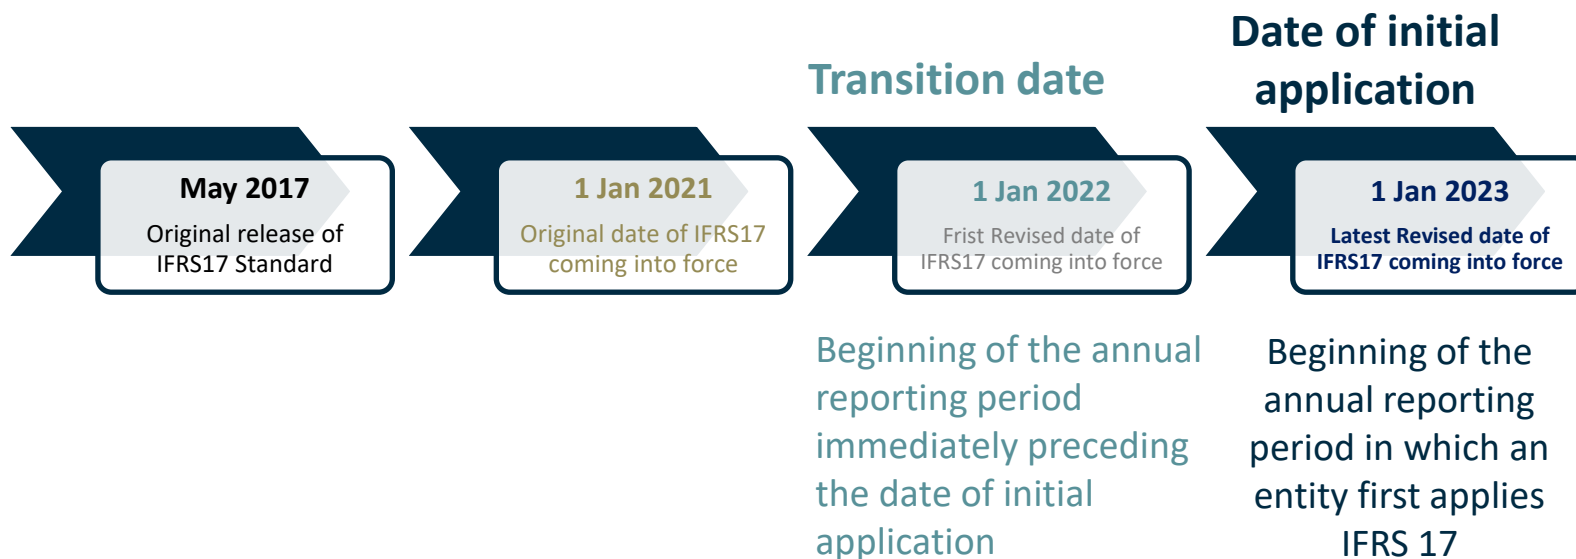 Transition date
Date of initial
application
May 2017
Original release of
IFRS17 Standard
1 Jan 2021
Original date of IFRS17
coming into force
1 Jan 2022
Frist Revised date of
IFRS17 coming into force
1 Jan 2023
Latest Revised date of
IFRS17 coming into force
Beginning of the annual
reporting period
immediately preceding
the date of initial
application
Beginning of the
annual reporting
period in which an
entity first applies
IFRS 17